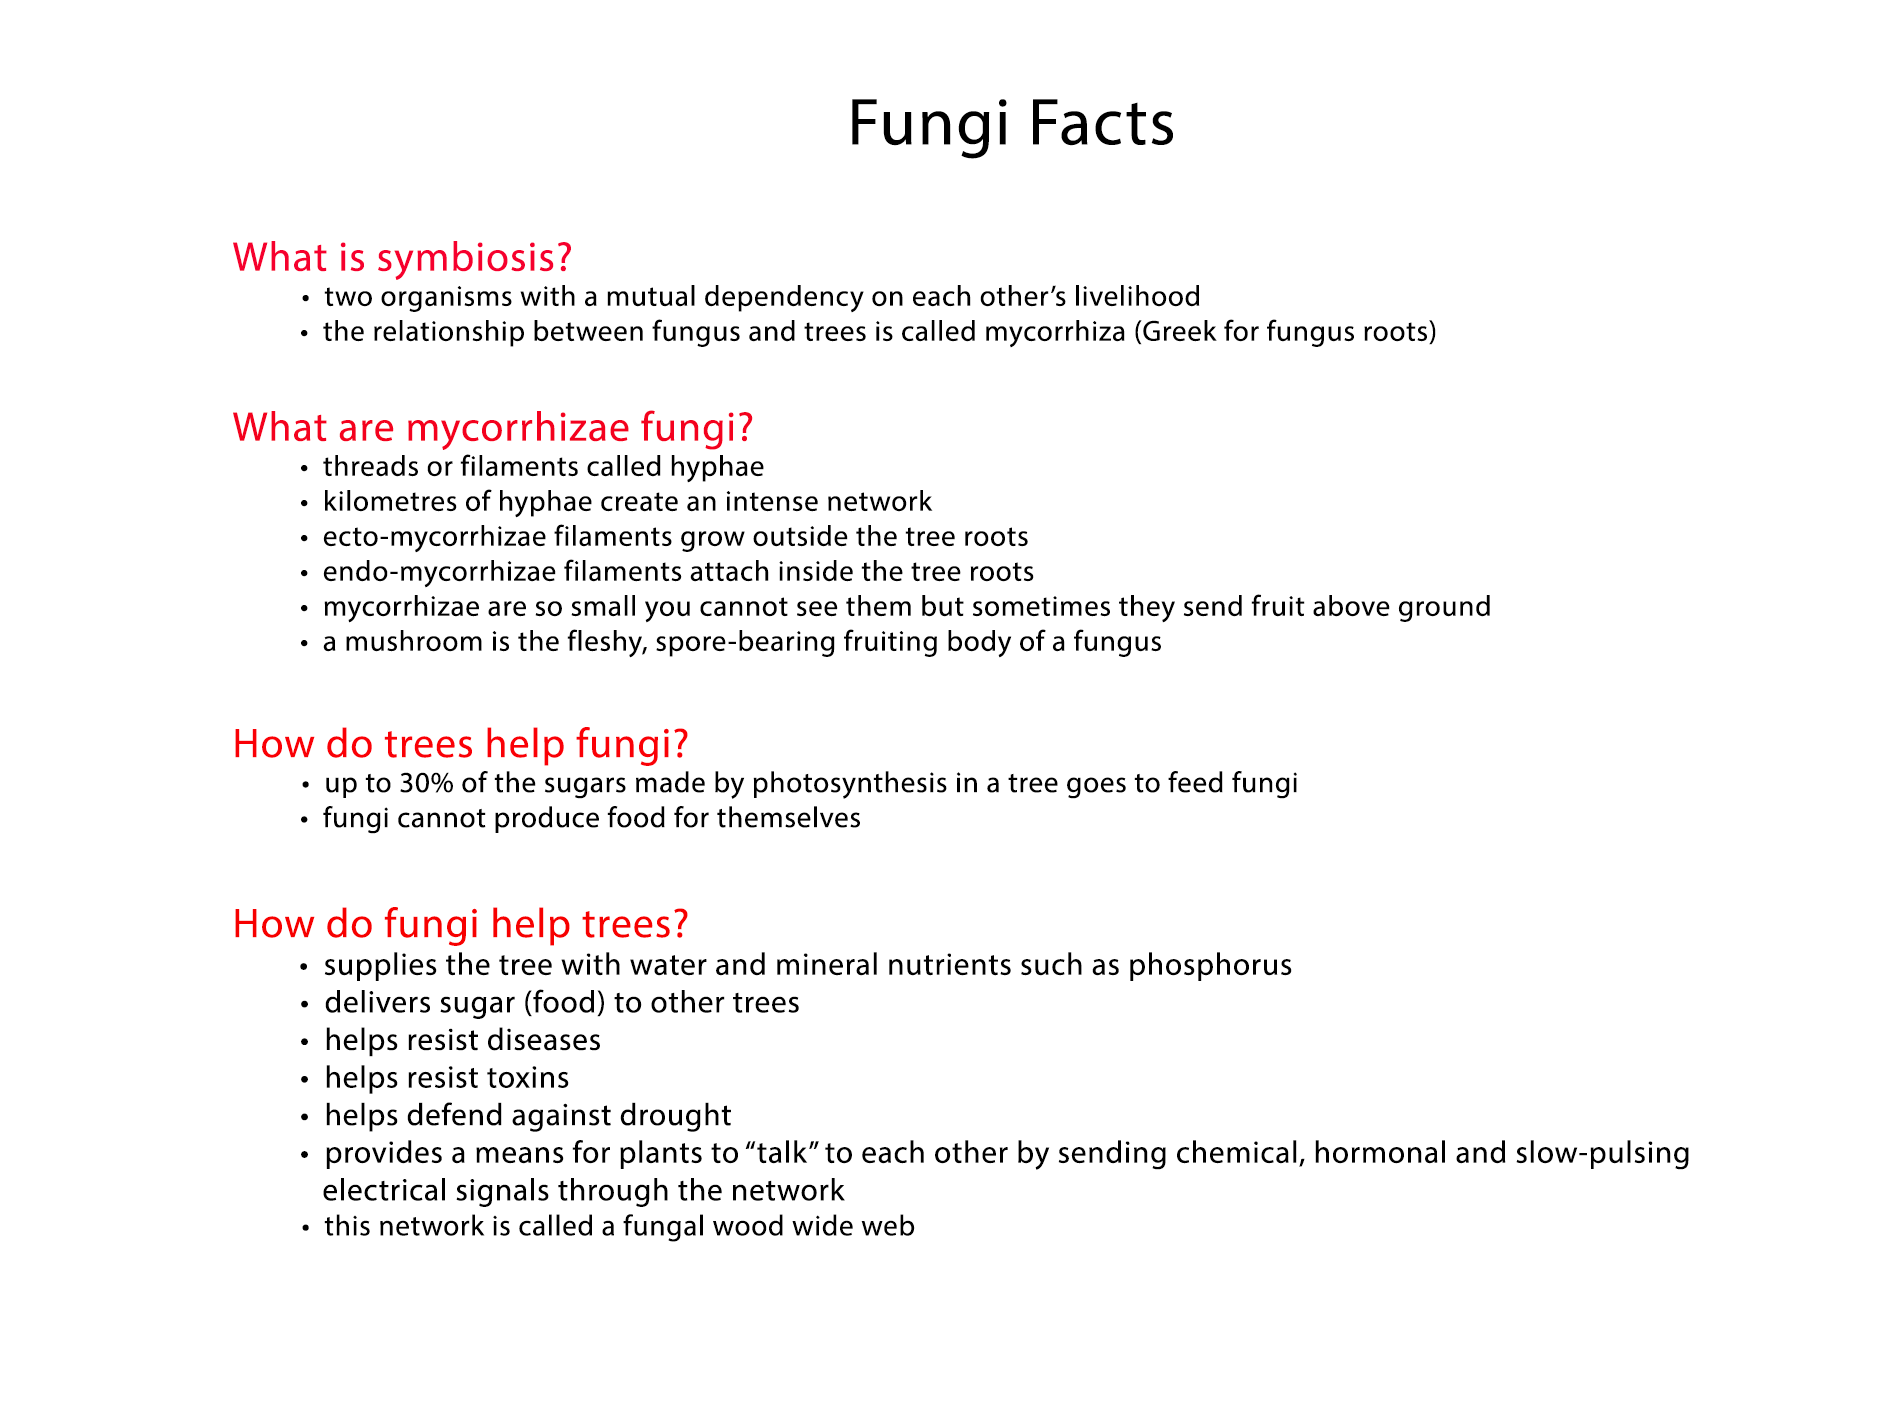 Fungi Facts
What is symbiosis?
• two organisms with a mutual dependency on each other’s livelihood
• the relationship between fungus and trees is called mycorrhiza (Greek for fungus roots)
What are mycorrhizae fungi?
• threads or filaments called hyphae
• kilometres of hyphae create an intense network
• ecto-mycorrhizae filaments grow outside the tree roots
• endo-mycorrhizae filaments attach inside the tree roots
• mycorrhizae are so small you cannot see them but sometimes they send fruit above ground
• a mushroom is the fleshy, spore-bearing fruiting body of a fungus
How do trees help fungi?
• up to 30% of the sugars made by photosynthesis in a tree goes to feed fungi
• fungi cannot produce food for themselves
How do fungi help trees?
• supplies the tree with water and mineral nutrients such as phosphorus
• delivers sugar (food) to other trees
• helps resist diseases
• helps resist toxins
• helps defend against drought
• provides a means for plants to “talk” to each other by sending chemical, hormonal and slow-pulsing
electrical signals through the network
• this network is called a fungal wood wide web